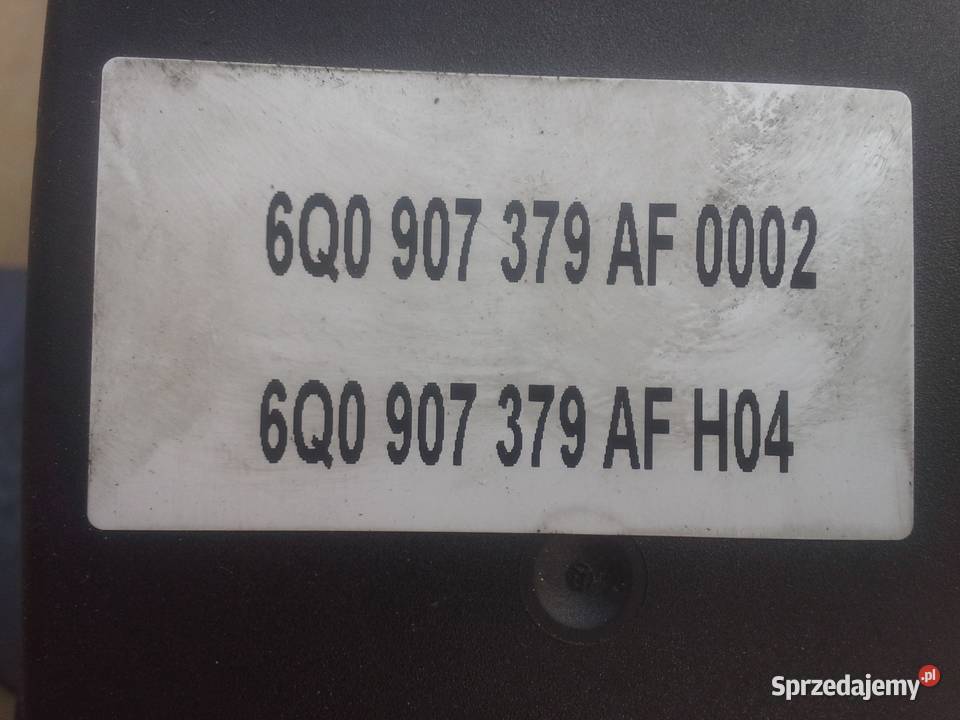 6Q0 907 379 AF 0002
6Q0 907 379 AF H04
Sprzedajemy.pl